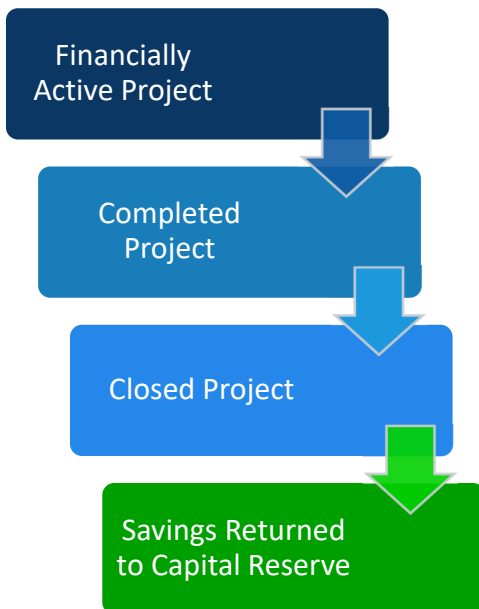 Financially
Active Project
Completed
Project
Closed Project
Savings Returned
to Capital Reserve